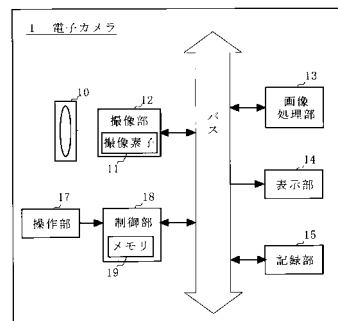 1 電子カメラ
10
12
撮像部
撮像素子
11
バス
13
画像
処理部
14
表示部
17
操作部
18
制御部
メモリ
19
15
記録部